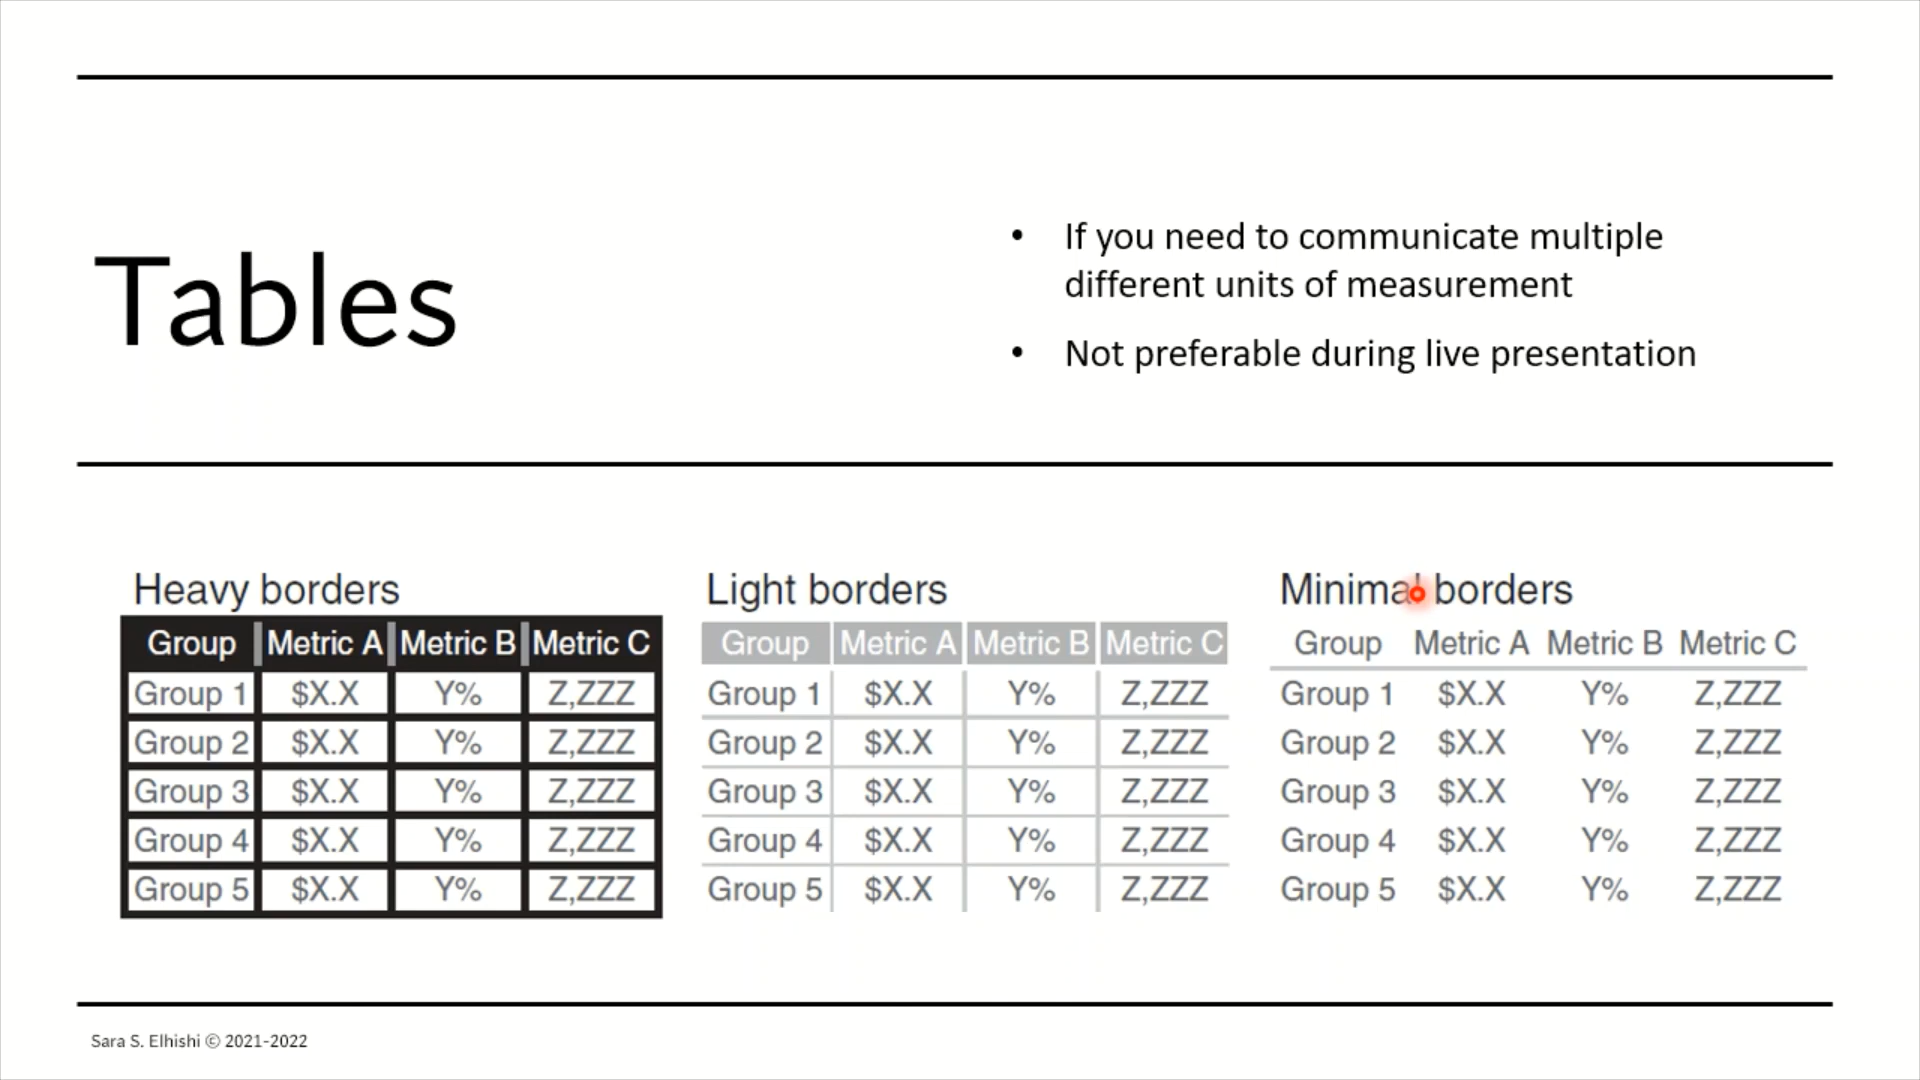 Tables
• If you need to communicate multiple
different units of measurement
• Not preferable during live presentation
Heavy borders
Group Metric A Metric B Metric C
Group 1 $X.X Y% Z,ZZZ
Group 2 $X.X Y% Z,ZZZ
Group 3 $X.X Y% Z,ZZZ
Group 4 $X.X Y% Z,ZZZ
Group 5 $X.X Y% Z,ZZZ
Light borders
Group Metric A Metric B Metric C
Group 1 $X.X Y% Z,ZZZ
Group 2 $X.X Y% Z,ZZZ
Group 3 $X.X Y% Z,ZZZ
Group 4 $X.X Y% Z,ZZZ
Group 5 $X.X Y% Z,ZZZ
Minimal borders
Group Metric A Metric B Metric C
Group 1 $X.X Y% Z,ZZZ
Group 2 $X.X Y% Z,ZZZ
Group 3 $X.X Y% Z,ZZZ
Group 4 $X.X Y% Z,ZZZ
Group 5 $X.X Y% Z,ZZZ
Sara S. Elhishi © 2021-2022